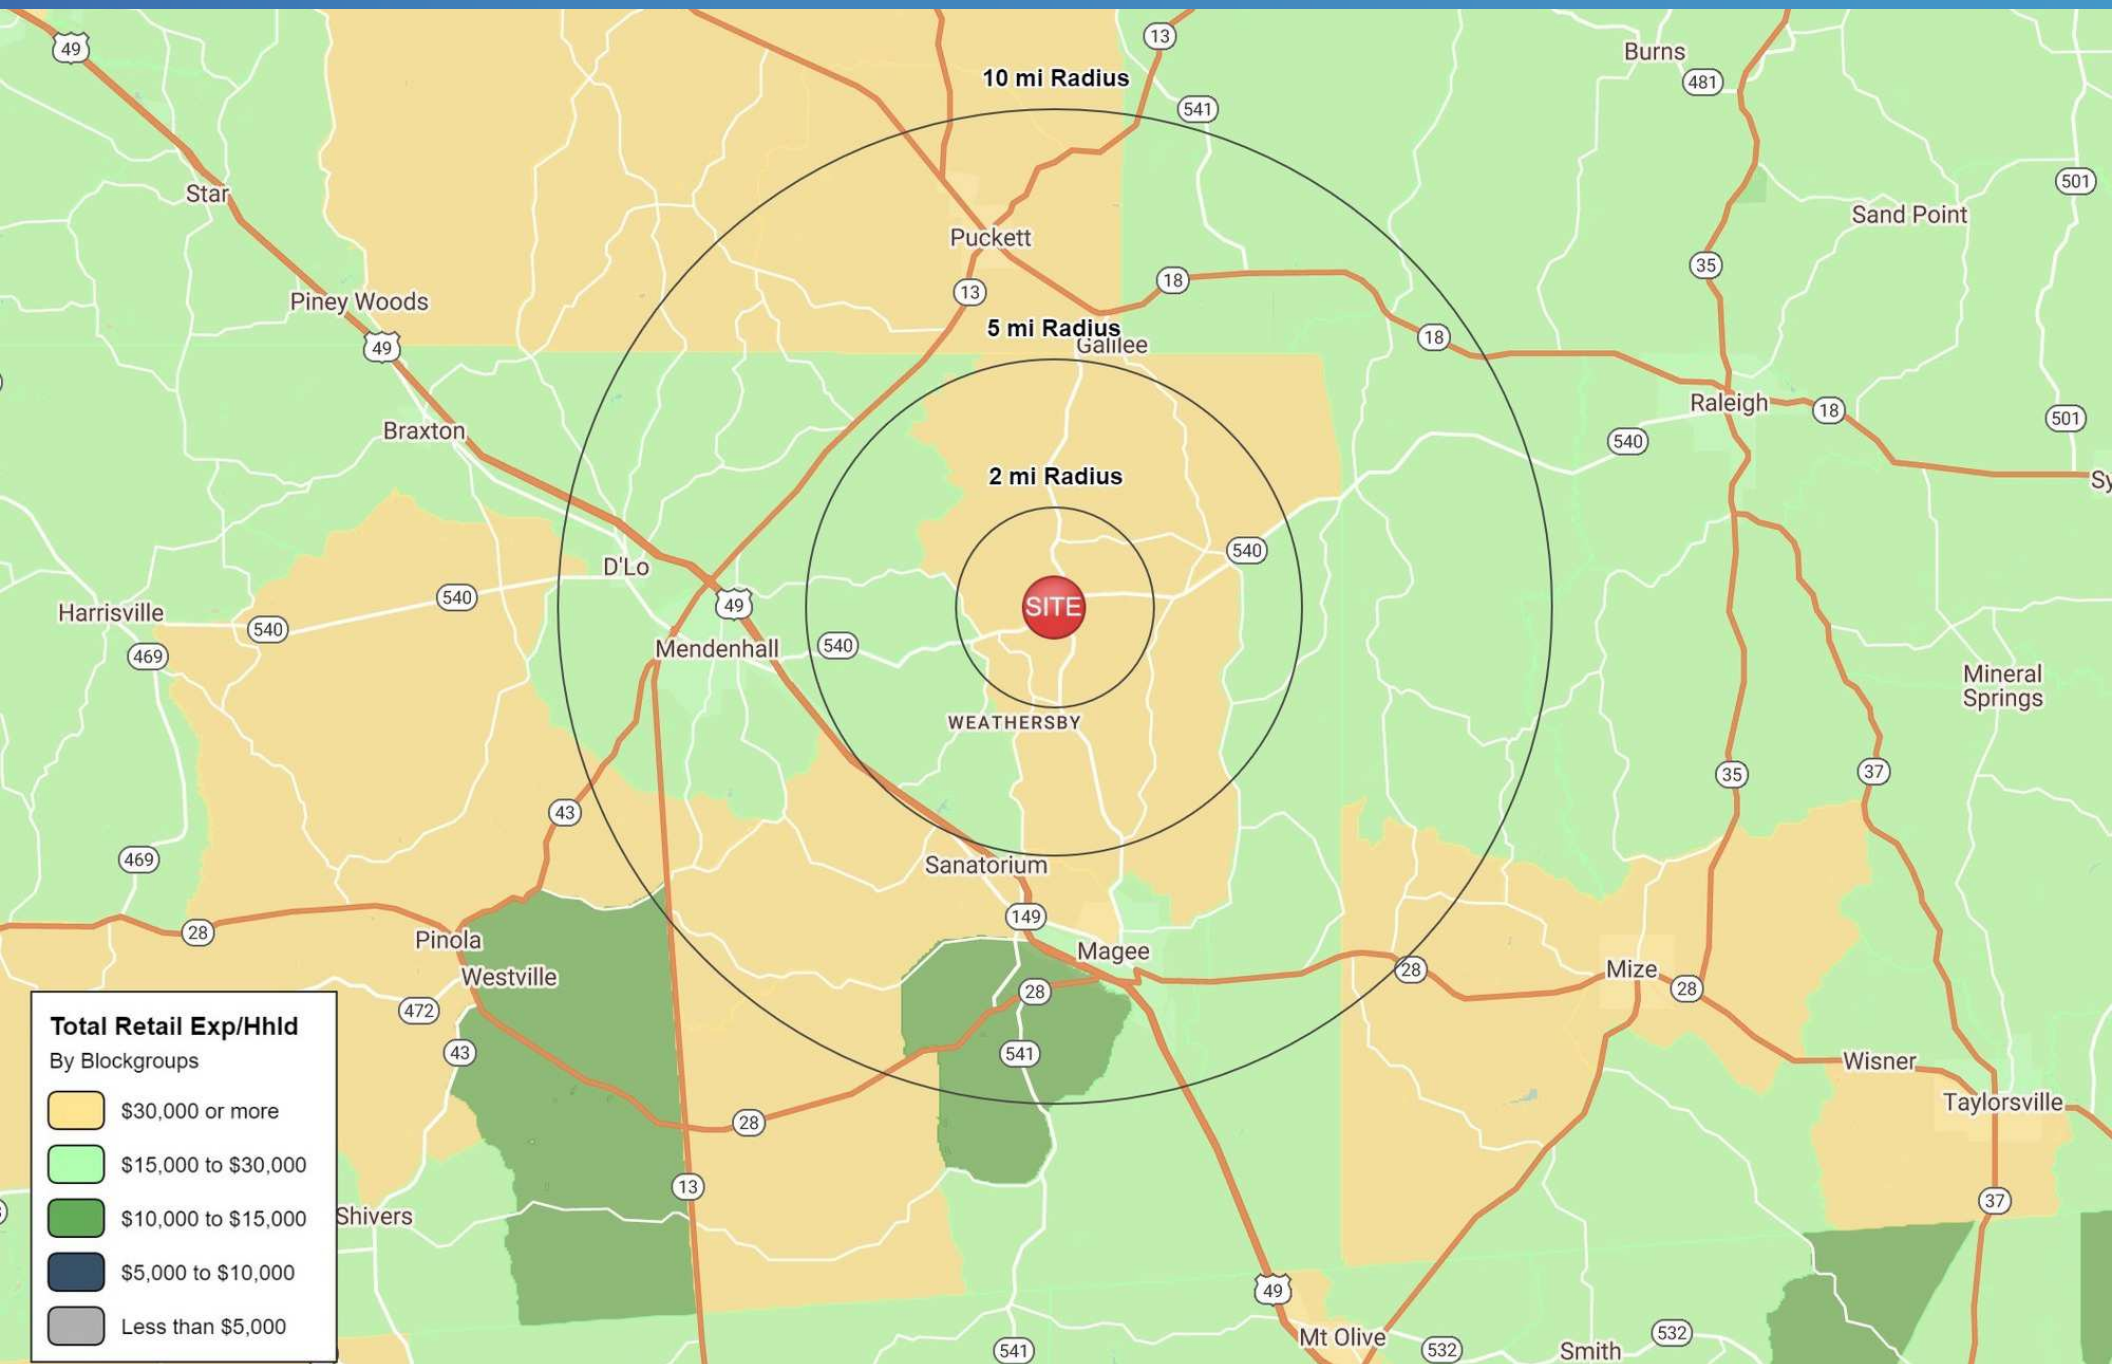 49
13
10 mi Radius
Burns
481
541
501
Star
Sand Point
Puckett
35
Piney Woods
13
18
49
5 mi Radius
Galilee
18
Raleigh
18
501
Braxton
540
2 mi Radius
Sy
540
D'Lo
SITE
540
49
Harrisville
540
540
Mendenhall
469
Mineral
Springs
WEATHERSBY
35
37
43
469
Sanatorium
149
28
Pinola
Magee
28
Mize
Westville
28
28
472
Total Retail Exp/Hhld
By Blockgroups
43
541
Wisner
$30,000 or more
28
Taylorsville
$15,000 to $30,000
13
37
$10,000 to $15,000
Shivers
$5,000 to $10,000
49
Less than $5,000
Mt Olive
532
541
532
Smith